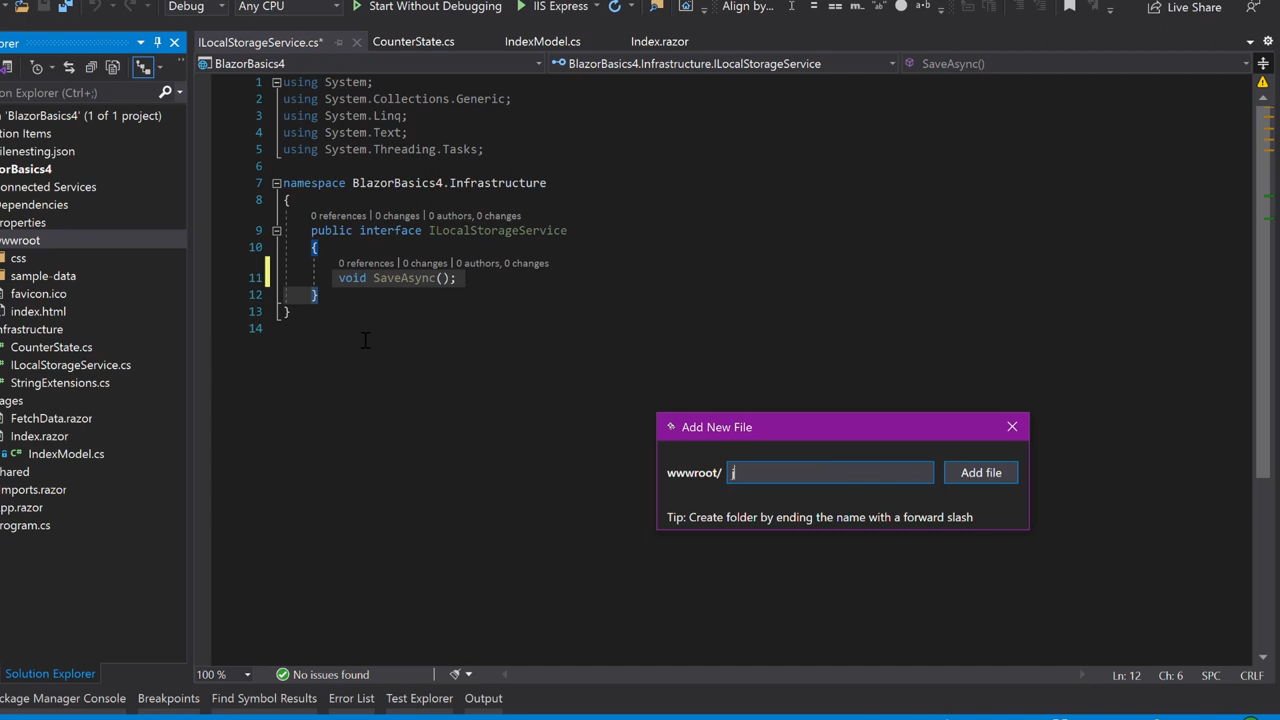 Debug Any CPU Start Without Debugging IIS Express Align by... Live Share
orer ILocalStorageService.cs* CounterState.cs IndexModel.cs Index.razor
BlazorBasics4 BlazorBasics4.Infrastructure.ILocalStorageService SaveAsync()
on Explorer (Ctrl+;)
n 'BlazorBasics4' (1 of 1 project)
tion Items
ilenesting.json
zorBasics4
onnected Services
ependencies
roperties
wwroot
css
sample-data
favicon.ico
index.html
nfrastructure
CounterState.cs
ILocalStorageService.cs
StringExtensions.cs
ages
FetchData.razor
Index.razor
IndexModel.cs
mports.razor
pp.razor
rogram.cs
Solution Explorer
1 using System;
2 using System.Collections.Generic;
3 using System.Linq;
4 using System.Text;
5 using System.Threading.Tasks;
6
7 namespace BlazorBasics4.Infrastructure
8 {
0 references | 0 changes | 0 authors, 0 changes
9 public interface ILocalStorageService
10 {
0 references | 0 changes | 0 authors, 0 changes
11 void SaveAsync();
12 }
13 }
14
Add New File
wwwroot/ j Add file
Tip: Create folder by ending the name with a forward slash
100 % No issues found Ln: 12 Ch: 6 SPC CRLF
ckage Manager Console Breakpoints Find Symbol Results Error List Test Explorer Output